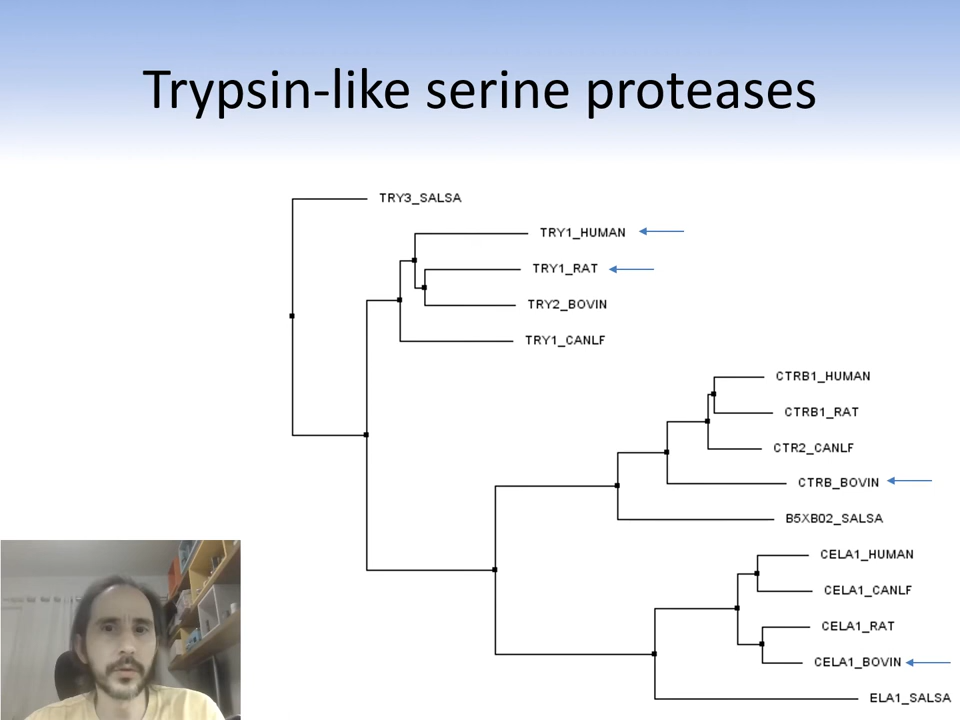 Trypsin-like serine proteases
TRY3_SALSA
TRY1_HUMAN
TRY1_RAT
TRY2_BOVIN
TRY1_CANLF
CTRB1_HUMAN
CTRB1_RAT
CTR2_CANLF
CTRB_BOVIN
B5XB02_SALSA
CELA1_HUMAN
CELA1_CANLF
CELA1_RAT
CELA1_BOVIN
ELA1_SALSA